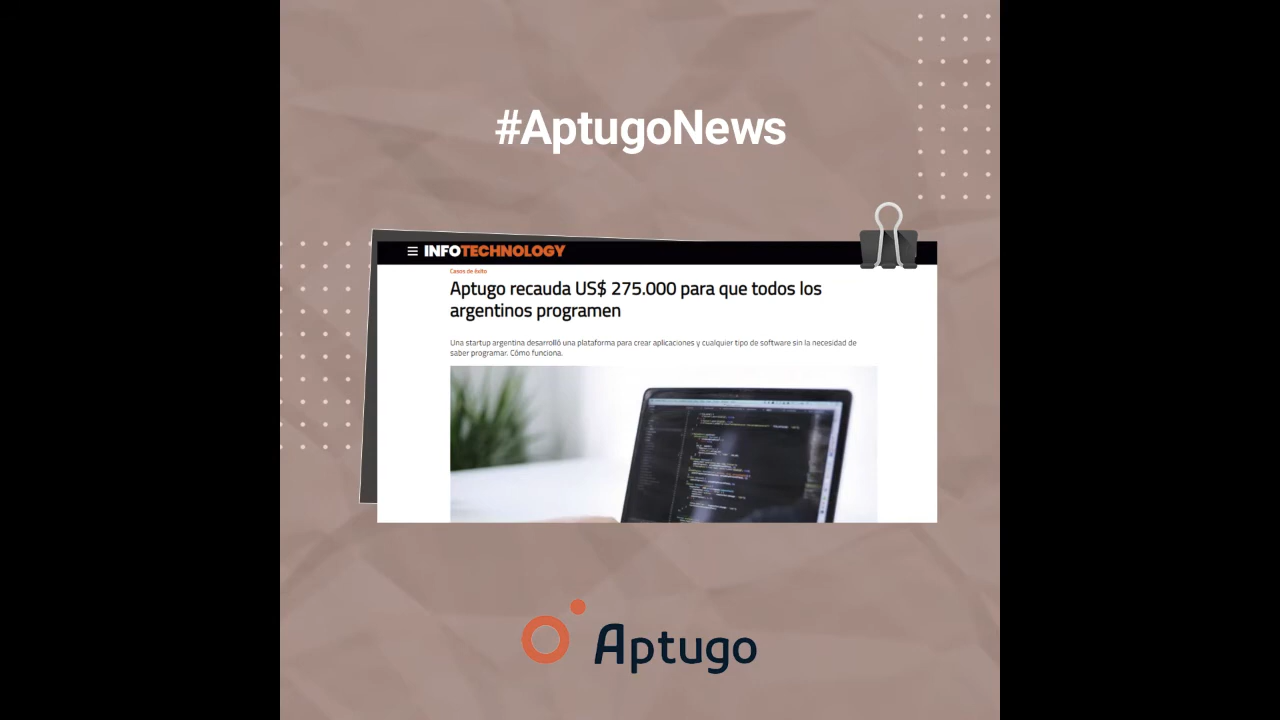 #AptugoNews
INFOTECHNOLOGY
Casos de éxito
Aptugo recauda US$ 275.000 para que todos los
argentinos programen
Una startup argentina desarrolló una plataforma para crear aplicaciones y cualquier tipo de software sin la necesidad de
saber programar. Cómo funciona.
Aptugo